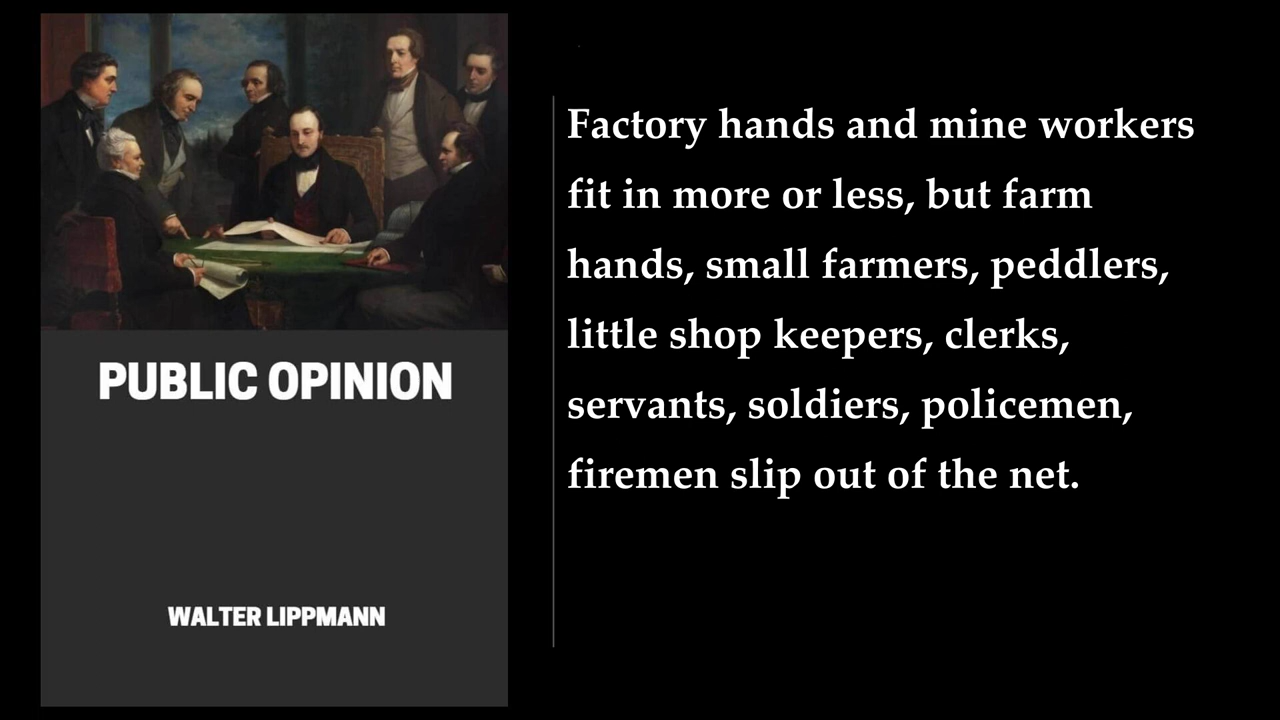 PUBLIC OPINION
WALTER LIPPMANN
Factory hands and mine workers
fit in more or less, but farm
hands, small farmers, peddlers,
little shop keepers, clerks,
servants, soldiers, policemen,
firemen slip out of the net.